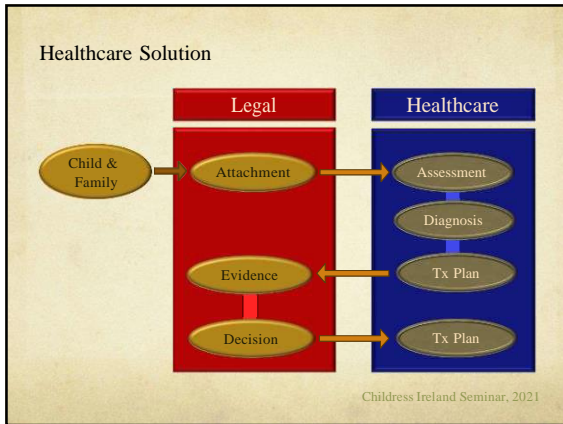 Healthcare Solution
Legal
Healthcare
Child &
Family
Attachment
Assessment
Diagnosis
Evidence
Tx Plan
Decision
Tx Plan
Childress Ireland Seminar, 2021